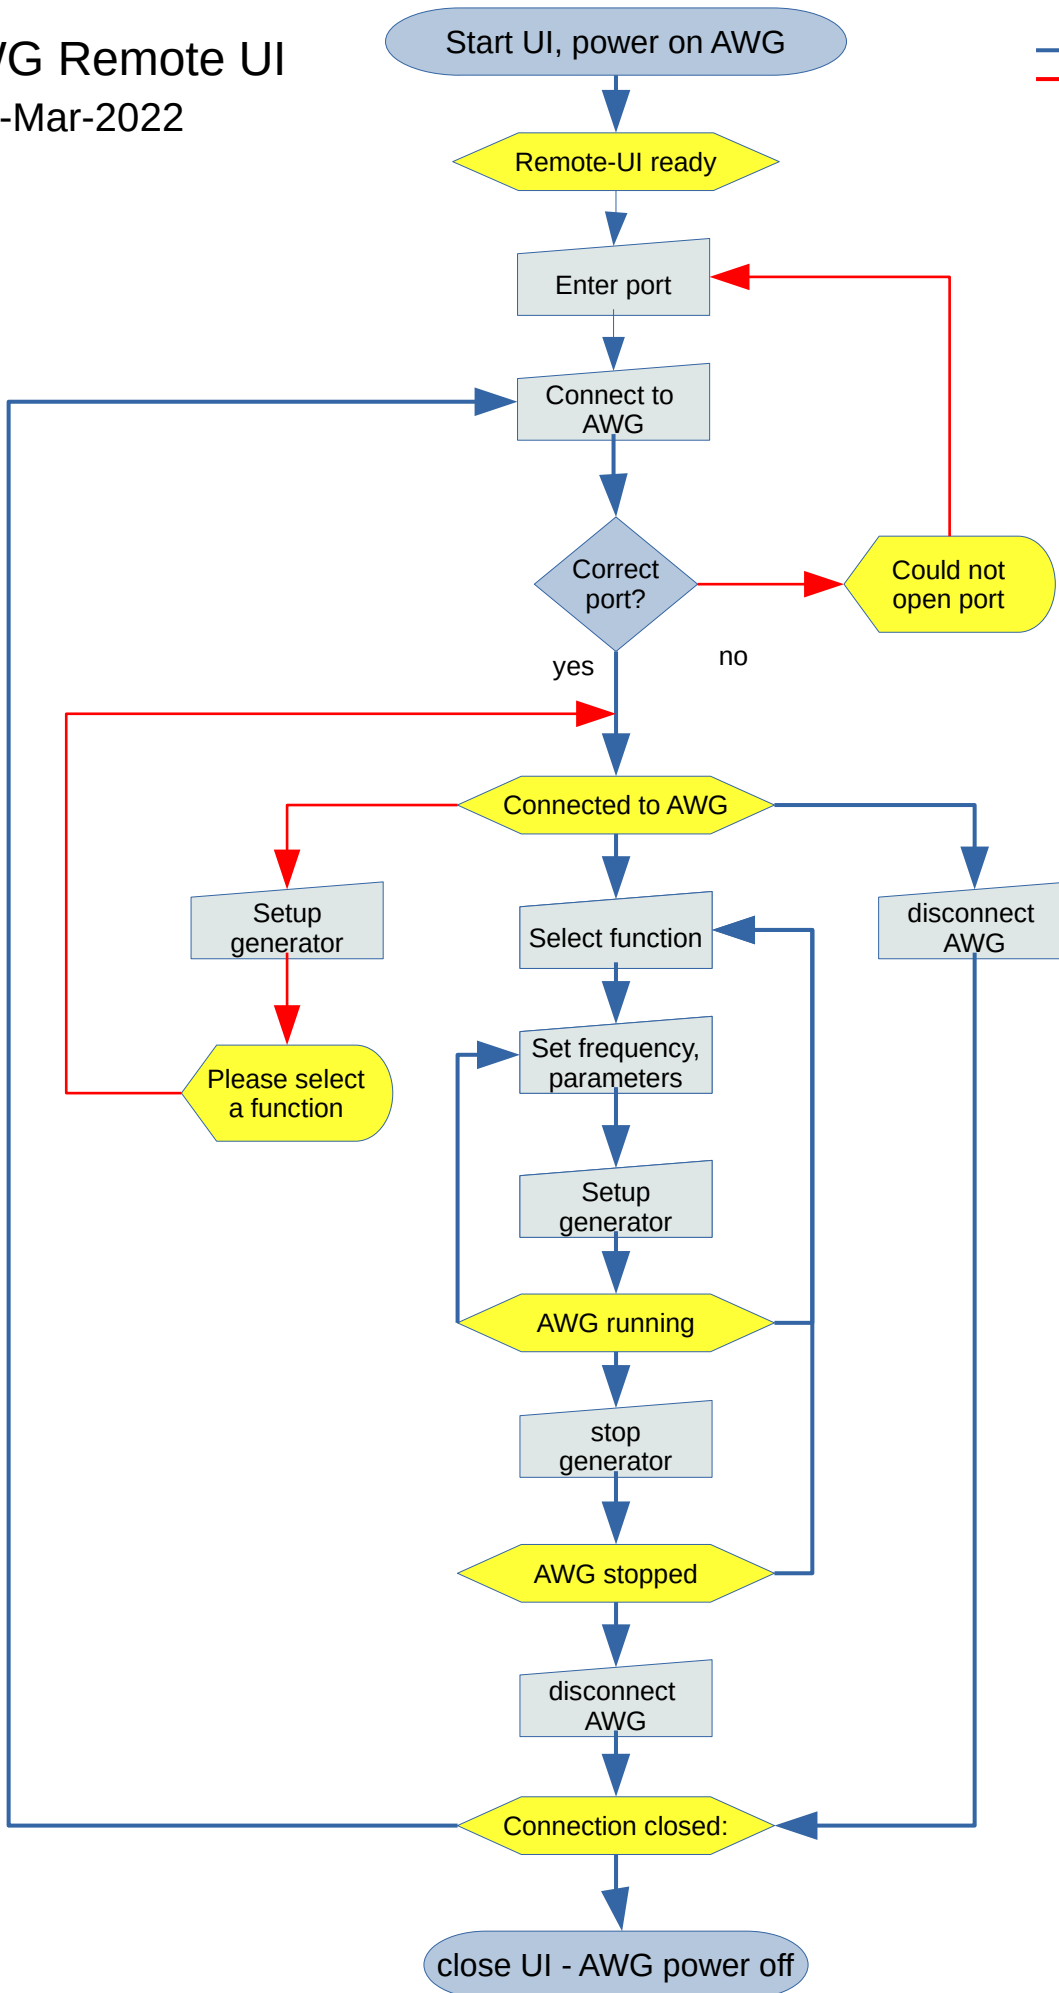 Start UI, power on AWG
G Remote UI
-Mar-2022
Remote-UI ready
Enter port
Connect to
AWG
Correct
port?
Could not
open port
yes
no
Connected to AWG
Setup
generator
Select function
disconnect
AWG
Set frequency,
parameters
Please select
a function
Setup
generator
AWG running
stop
generator
AWG stopped
disconnect
AWG
Connection closed:
close UI - AWG power off